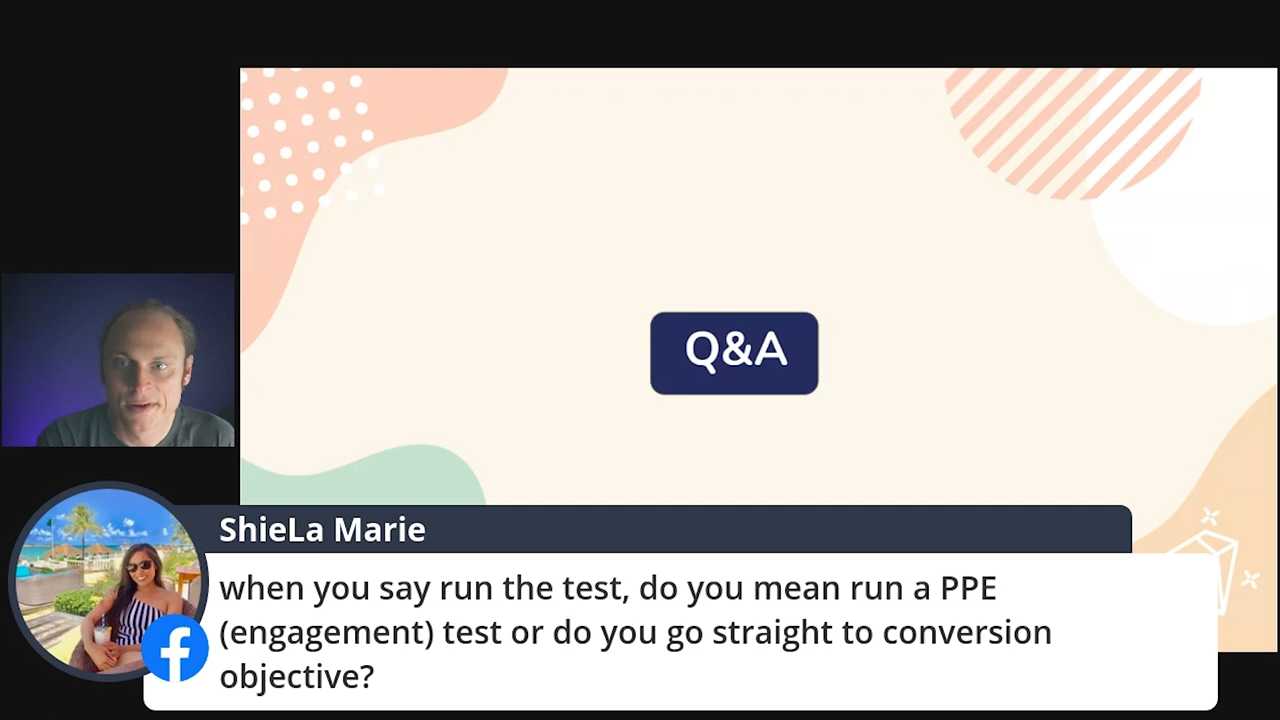 Q&A
ShieLa Marie
when you say run the test, do you mean run a PPE
(engagement) test or do you go straight to conversion
objective?